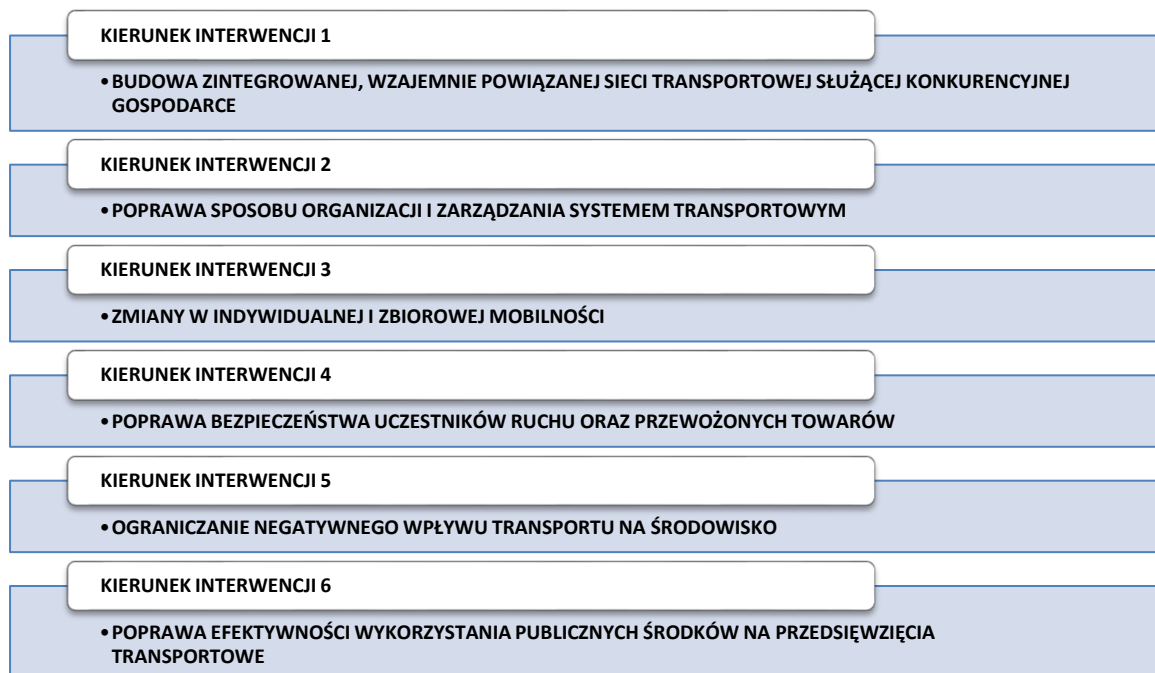 KIERUNEK INTERWENCJI 1
•BUDOWA ZINTEGROWANEJ, WZAJEMNIE POWIĄZANEJ SIECI TRANSPORTOWEJ SŁUŻĄCEJ KONKURENCYJNEJ
GOSPODARCE
KIERUNEK INTERWENCJI 2
•POPRAWA SPOSOBU ORGANIZACJI I ZARZĄDZANIA SYSTEMEM TRANSPORTOWYM
KIERUNEK INTERWENCJI 3
•ZMIANY W INDYWIDUALNEJ I ZBIOROWEJ MOBILNOŚCI
KIERUNEK INTERWENCJI 4
•POPRAWA BEZPIECZEŃSTWA UCZESTNIKÓW RUCHU ORAZ PRZEWOŻONYCH TOWARÓW
KIERUNEK INTERWENCJI 5
•OGRANICZANIE NEGATYWNEGO WPŁYWU TRANSPORTU NA ŚRODOWISKO
KIERUNEK INTERWENCJI 6
•POPRAWA EFEKTYWNOŚCI WYKORZYSTANIA PUBLICZNYCH ŚRODKÓW NA PRZEDSIĘWZIĘCIA
TRANSPORTOWE